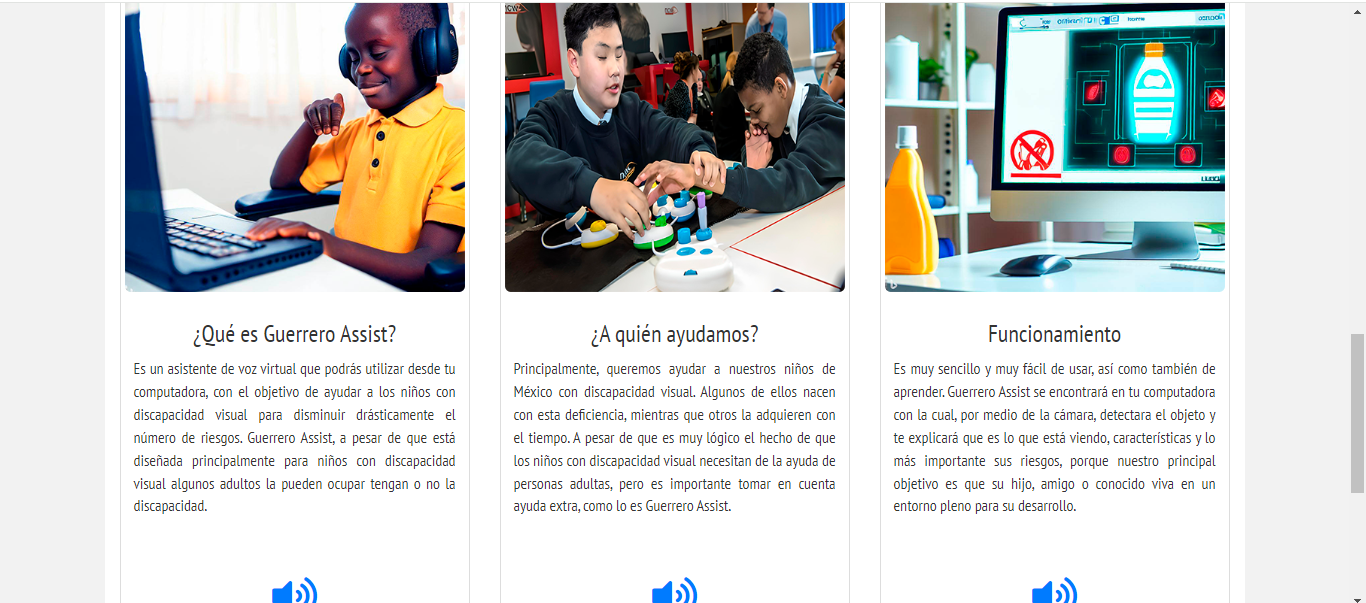 ¿Qué es Guerrero Assist?
Es un asistente de voz virtual que podrás utilizar desde tu
computadora, con el objetivo de ayudar a los niños con
discapacidad visual para disminuir drásticamente el
número de riesgos. Guerrero Assist, a pesar de que está
diseñada principalmente para niños con discapacidad
visual algunos adultos la pueden ocupar tengan o no la
discapacidad.
¿A quién ayudamos?
Principalmente, queremos ayudar a nuestros niños de
México con discapacidad visual. Algunos de ellos nacen
con esta deficiencia, mientras que otros la adquieren con
el tiempo. A pesar de que es muy lógico el hecho de que
los niños con discapacidad visual necesitan de la ayuda de
personas adultas, pero es importante tomar en cuenta
ayuda extra, como lo es Guerrero Assist.
Funcionamiento
Es muy sencillo y muy fácil de usar, así como también de
aprender. Guerrero Assist se encontrará en tu computadora
con la cual, por medio de la cámara, detectara el objeto y
te explicará que es lo que está viendo, características y lo
más importante sus riesgos, porque nuestro principal
objetivo es que su hijo, amigo o conocido viva en un
entorno pleno para su desarrollo.